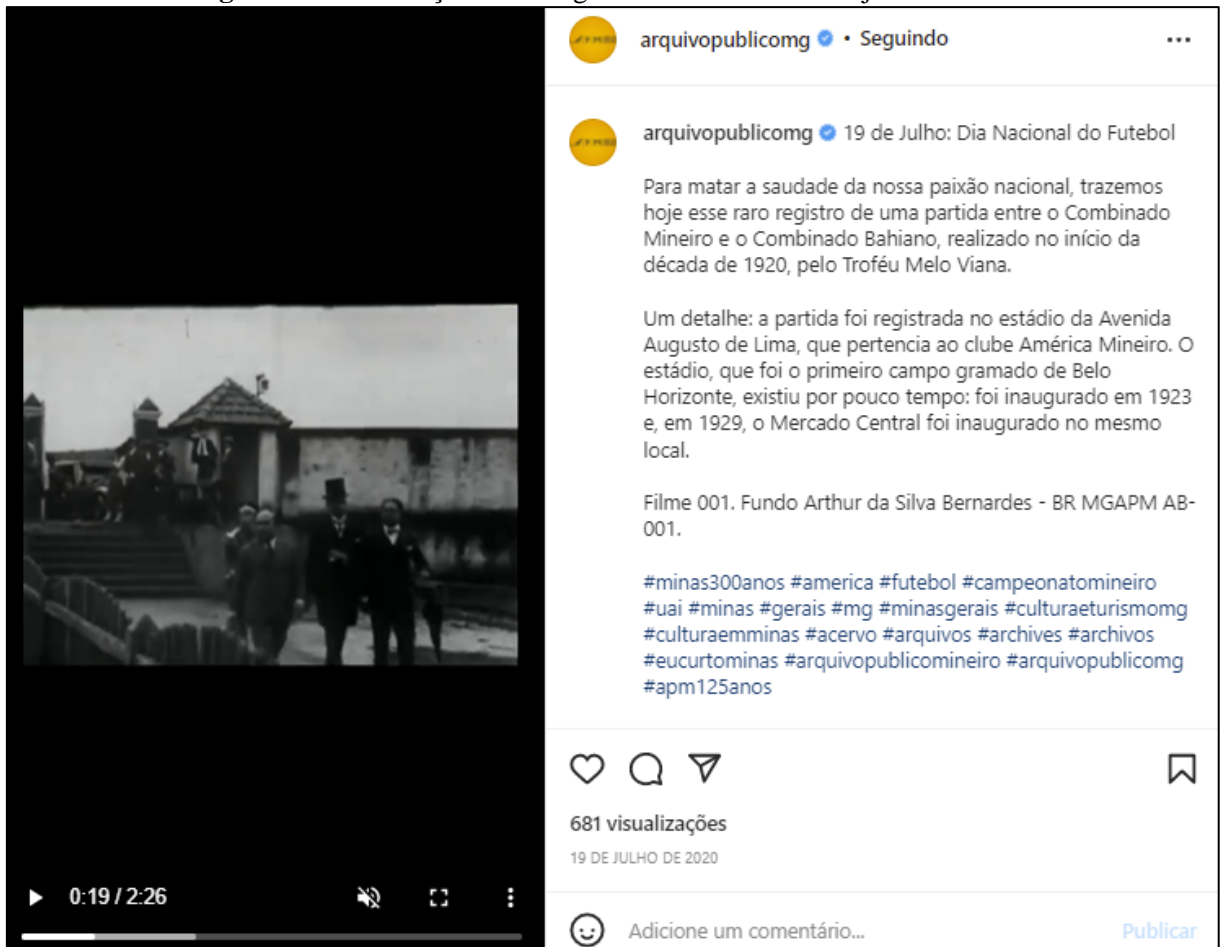 arquivopublicomg • Seguindo
arquivopublicomg 19 de Julho: Dia Nacional do Futebol
Para matar a saudade da nossa paixão nacional, trazemos
hoje esse raro registro de uma partida entre o Combinado
Mineiro e o Combinado Bahiano, realizado no início da
década de 1920, pelo Troféu Melo Viana.
Um detalhe: a partida foi registrada no estádio da Avenida
Augusto de Lima, que pertencia ao clube América Mineiro. O
estádio, que foi o primeiro campo gramado de Belo
Horizonte, existiu por pouco tempo: foi inaugurado em 1923
e, em 1929, o Mercado Central foi inaugurado no mesmo
local.
Filme 001. Fundo Arthur da Silva Bernardes - BR MGAPM AB-
001.
#minas300anos #america #futebol #campeonatomineiro
#uai #minas #gerais #mg #minasgerais #culturaeturismomg
#culturaemminas #acervo #arquivos #archives #archivos
#eucurtominas #arquivopublicomineiro #arquivopublicomg
#apm125anos
681 visualizações
19 DE JULHO DE 2020
0:19 / 2:26
Adicione um comentário... Publicar